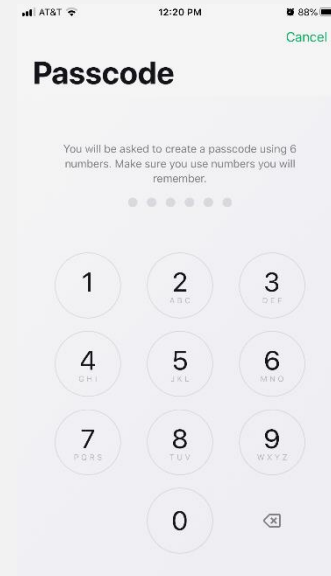 AT&T 12:20 PM 88%
Cancel
Passcode
You will be asked to create a passcode using 6
numbers. Make sure you use numbers you will
remember.
1 2 3
ABC DEF
4 5 6
GHI JKL MNO
7 8 9
PQRS TUV WXYZ
0